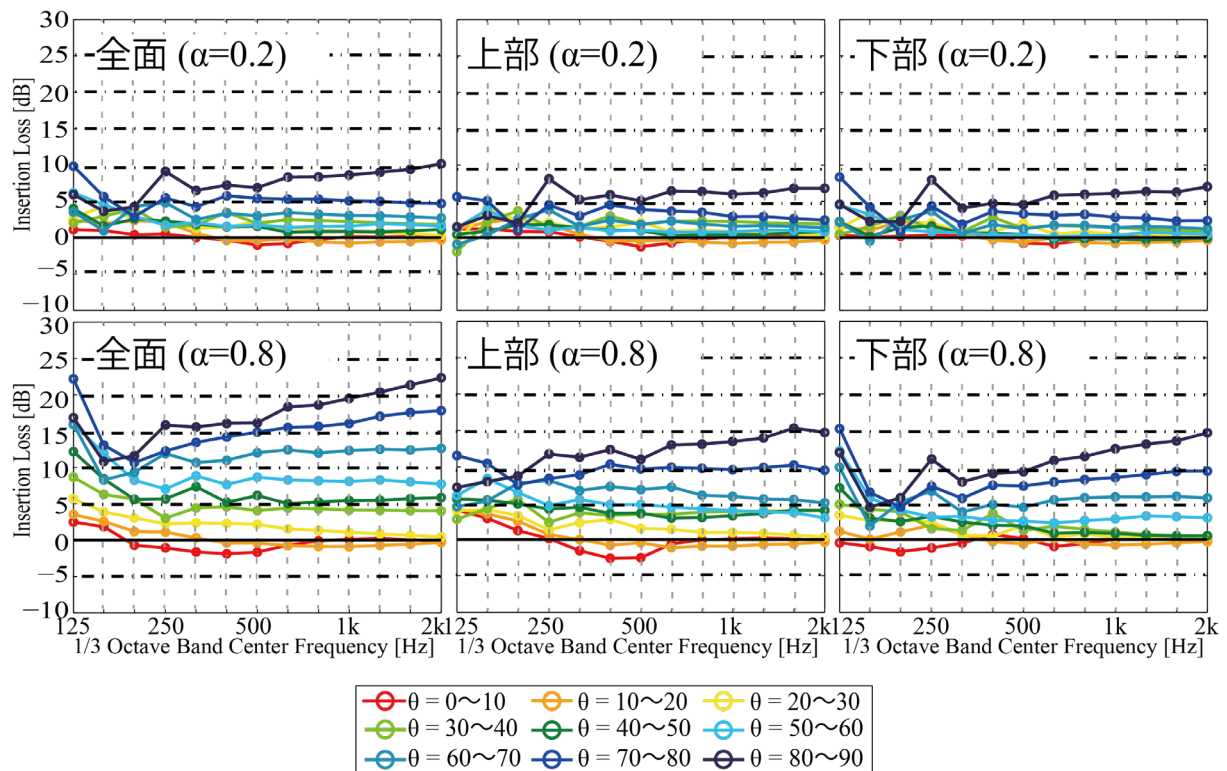 30
25
20
15
10
5
0
−5
−10
Insertion Loss [dB]
全面 (α=0.2)
上部 (α=0.2)
下部 (α=0.2)
30
25
20
15
10
5
0
−5
−10
Insertion Loss [dB]
全面 (α=0.8)
上部 (α=0.8)
下部 (α=0.8)
125 250 500 1k 2k
125 250 500 1k 2k
125 250 500 1k 2k
1/3 Octave Band Center Frequency [Hz]
1/3 Octave Band Center Frequency [Hz]
1/3 Octave Band Center Frequency [Hz]
θ = 0〜10 θ = 10〜20 θ = 20〜30
θ = 30〜40 θ = 40〜50 θ = 50〜60
θ = 60〜70 θ = 70〜80 θ = 80〜90